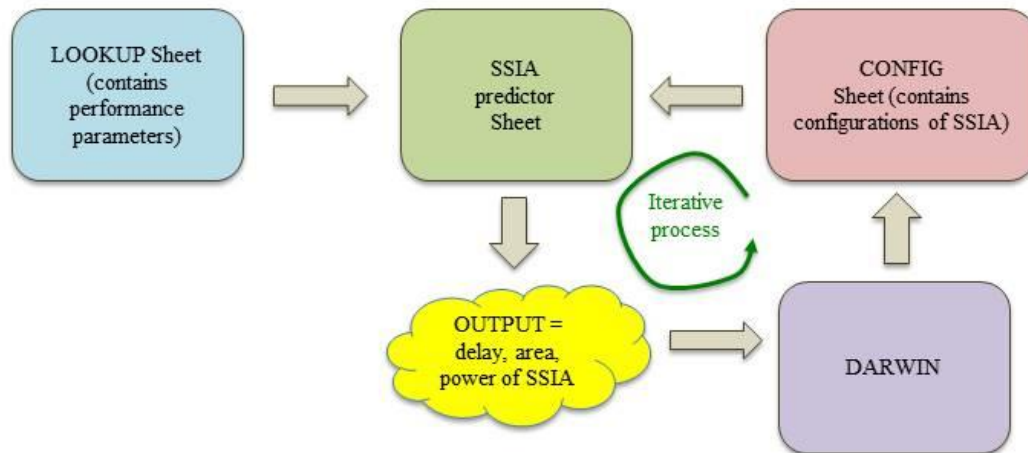 LOOKUP Sheet
(contains
performance
parameters)
SSIA
predictor
Sheet
CONFIG
Sheet (contains
configurations of SSIA)
Iterative
process
OUTPUT =
delay, area,
power of SSIA
DARWIN